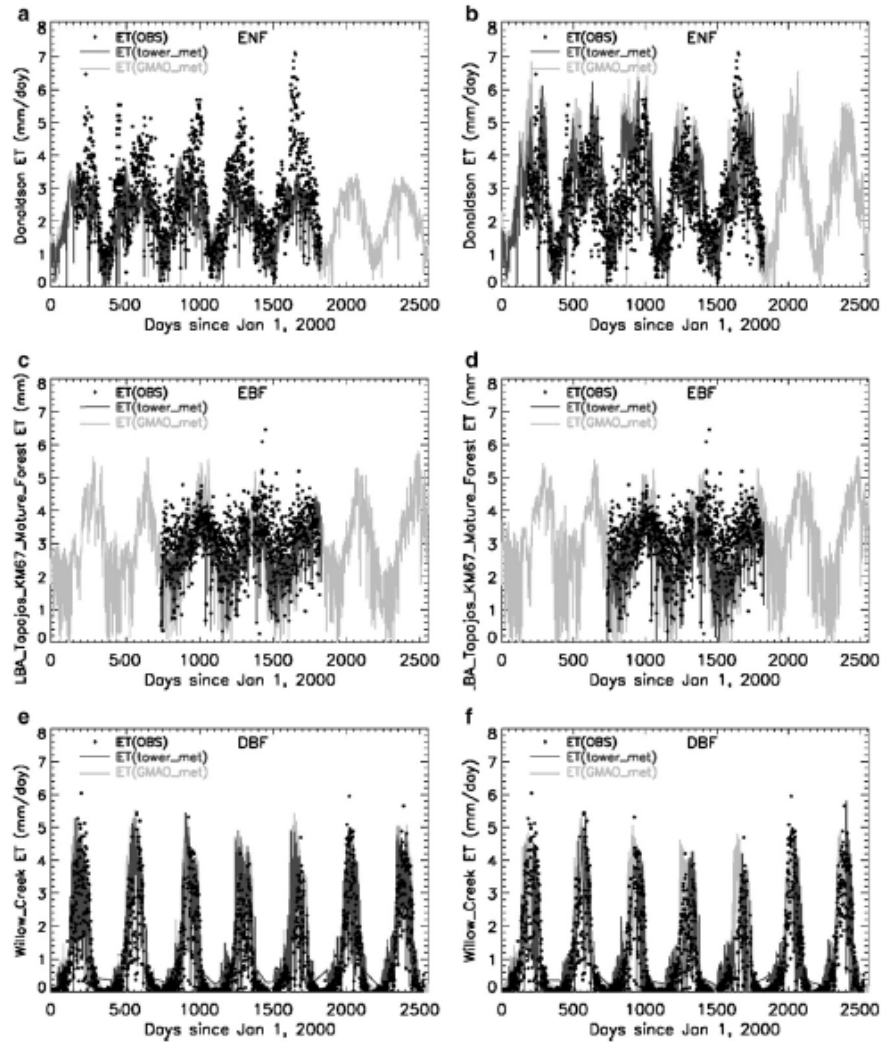 a
8
7
6
5
4
3
2
1
0
ET(OBS)
ET(tower_met)
ET(GMAO_met)
ENF
Donaldson ET (mm/day)
0 500 1000 1500 2000 2500
Days since Jan 1, 2000
b
8
7
6
5
4
3
2
1
0
ET(OBS)
ET(tower_met)
ET(GMAO_met)
ENF
Donaldson ET (mm/day)
0 500 1000 1500 2000 2500
Days since Jan 1, 2000
c
8
7
6
5
4
3
2
1
0
ET(OBS)
ET(tower_met)
ET(GMAO_met)
EBF
LBA_Tapajos_KM67_Mature_Forest ET (mm)
0 500 1000 1500 2000 2500
Days since Jan 1, 2000
d
8
7
6
5
4
3
2
1
0
ET(OBS)
ET(tower_met)
ET(GMAO_met)
EBF
BA_Tapajos_KM67_Mature_Forest ET (mm
0 500 1000 1500 2000 2500
Days since Jan 1, 2000
e
8
7
6
5
4
3
2
1
0
ET(OBS)
ET(tower_met)
ET(GMAO_met)
DBF
Willow_Creek ET (mm/day)
0 500 1000 1500 2000 2500
Days since Jan 1, 2000
f
8
7
6
5
4
3
2
1
0
ET(OBS)
ET(tower_met)
ET(GMAO_met)
DBF
Willow_Creek ET (mm/day)
0 500 1000 1500 2000 2500
Days since Jan 1, 2000